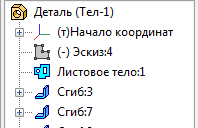 Деталь (Тел-1)
(т)Начало координат
(-) Эскиз:4
Листовое тело:1
Сгиб:3
Сгиб:7